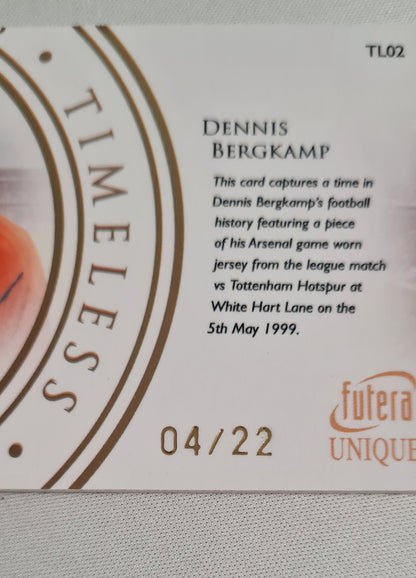 TL02
TIMELESS
DENNIS
BERGKAMP
This card captures a time in
Dennis Bergkamp's football
history featuring a piece
of his Arsenal game worn
jersey from the league match
vs Tottenham Hotspur at
White Hart Lane on the
5th May 1999.
04/22
futera
UNIQUE